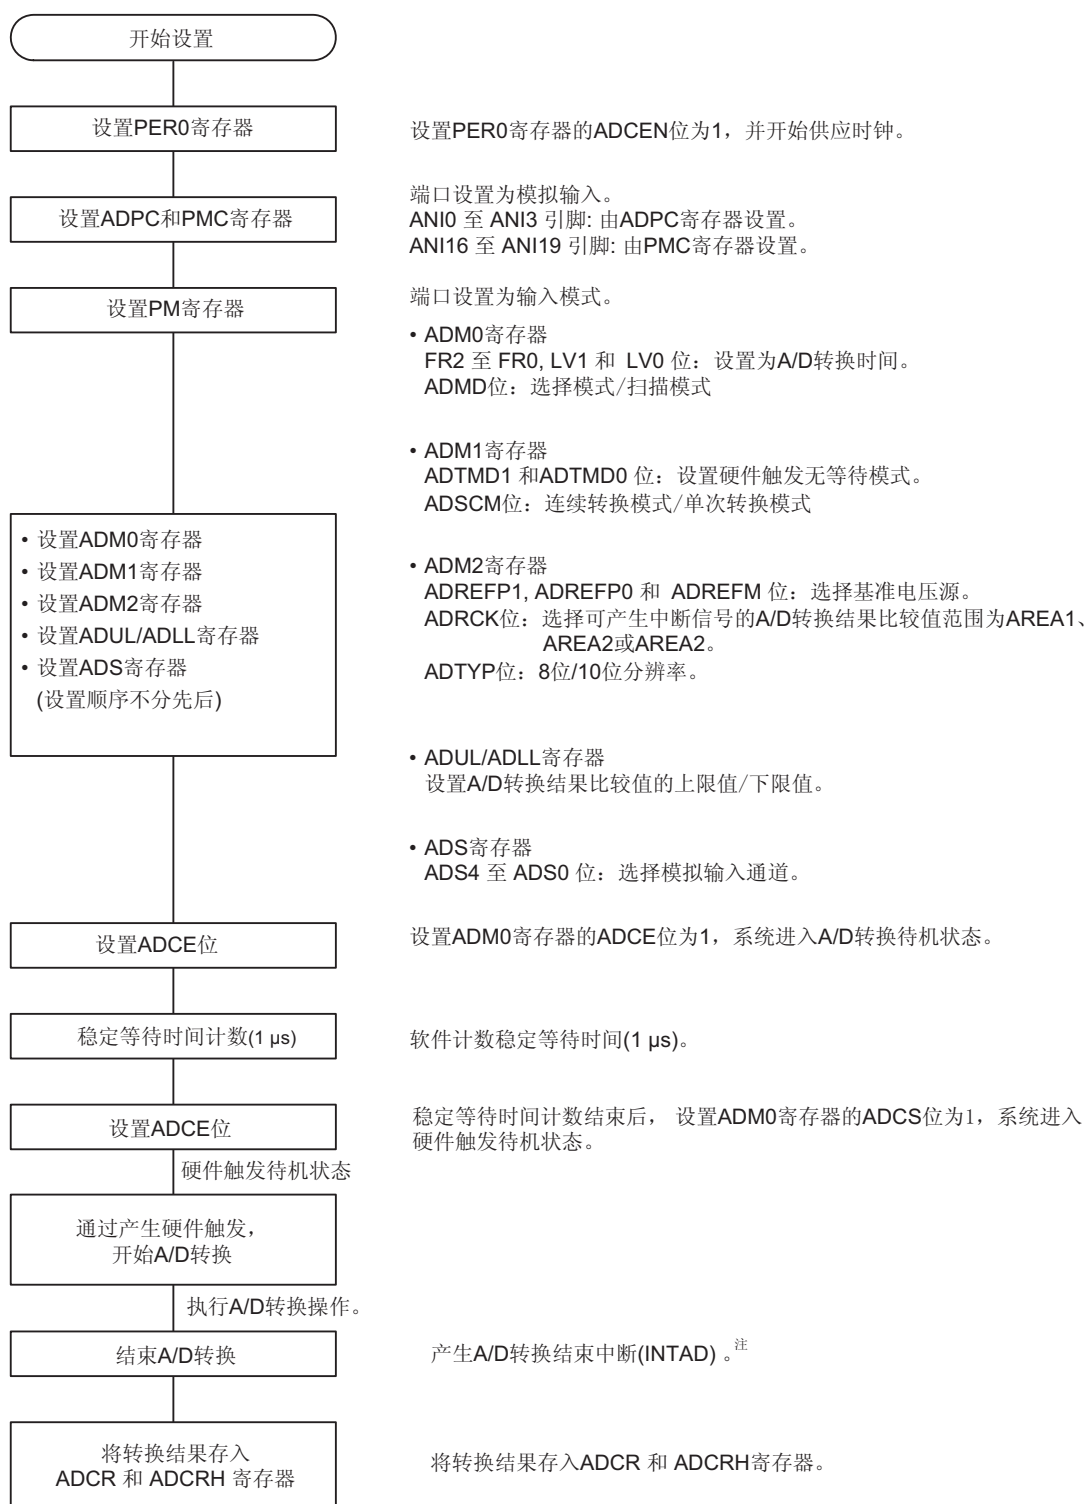 开始设置
设置PER0寄存器
设置PER0寄存器的ADCEN位为1，并开始供应时钟。
设置ADPC和PMC寄存器
端口设置为模拟输入。
ANI0 至 ANI3 引脚: 由ADPC寄存器设置。
ANI16 至 ANI19 引脚: 由PMC寄存器设置。
设置PM寄存器
端口设置为输入模式。
• ADM0寄存器
FR2 至 FR0, LV1 和 LV0 位：设置为A/D转换时间。
ADMD位：选择模式/扫描模式
• ADM1寄存器
ADTMD1 和ADTMD0 位：设置硬件触发无等待模式。
ADSCM位：连续转换模式/单次转换模式
• 设置ADM0寄存器
• 设置ADM1寄存器
• 设置ADM2寄存器
• 设置ADUL/ADLL寄存器
• 设置ADS寄存器
(设置顺序不分先后)
• ADM2寄存器
ADREFP1, ADREFP0 和 ADREFM 位：选择基准电压源。
ADRCK位：选择可产生中断信号的A/D转换结果比较值范围为AREA1、
AREA2或AREA2。
ADTYP位：8位/10位分辨率。
• ADUL/ADLL寄存器
设置A/D转换结果比较值的上限值/下限值。
• ADS寄存器
ADS4 至 ADS0 位：选择模拟输入通道。
设置ADCE位
设置ADM0寄存器的ADCE位为1，系统进入A/D转换待机状态。
稳定等待时间计数(1 µs)
软件计数稳定等待时间(1 µs)。
设置ADCE位
稳定等待时间计数结束后， 设置ADM0寄存器的ADCS位为1，系统进入
硬件触发待机状态。
硬件触发待机状态
通过产生硬件触发，
开始A/D转换
执行A/D转换操作。
结束A/D转换
产生A/D转换结束中断(INTAD) 。注
将转换结果存入
ADCR 和 ADCRH 寄存器
将转换结果存入ADCR 和 ADCRH寄存器。